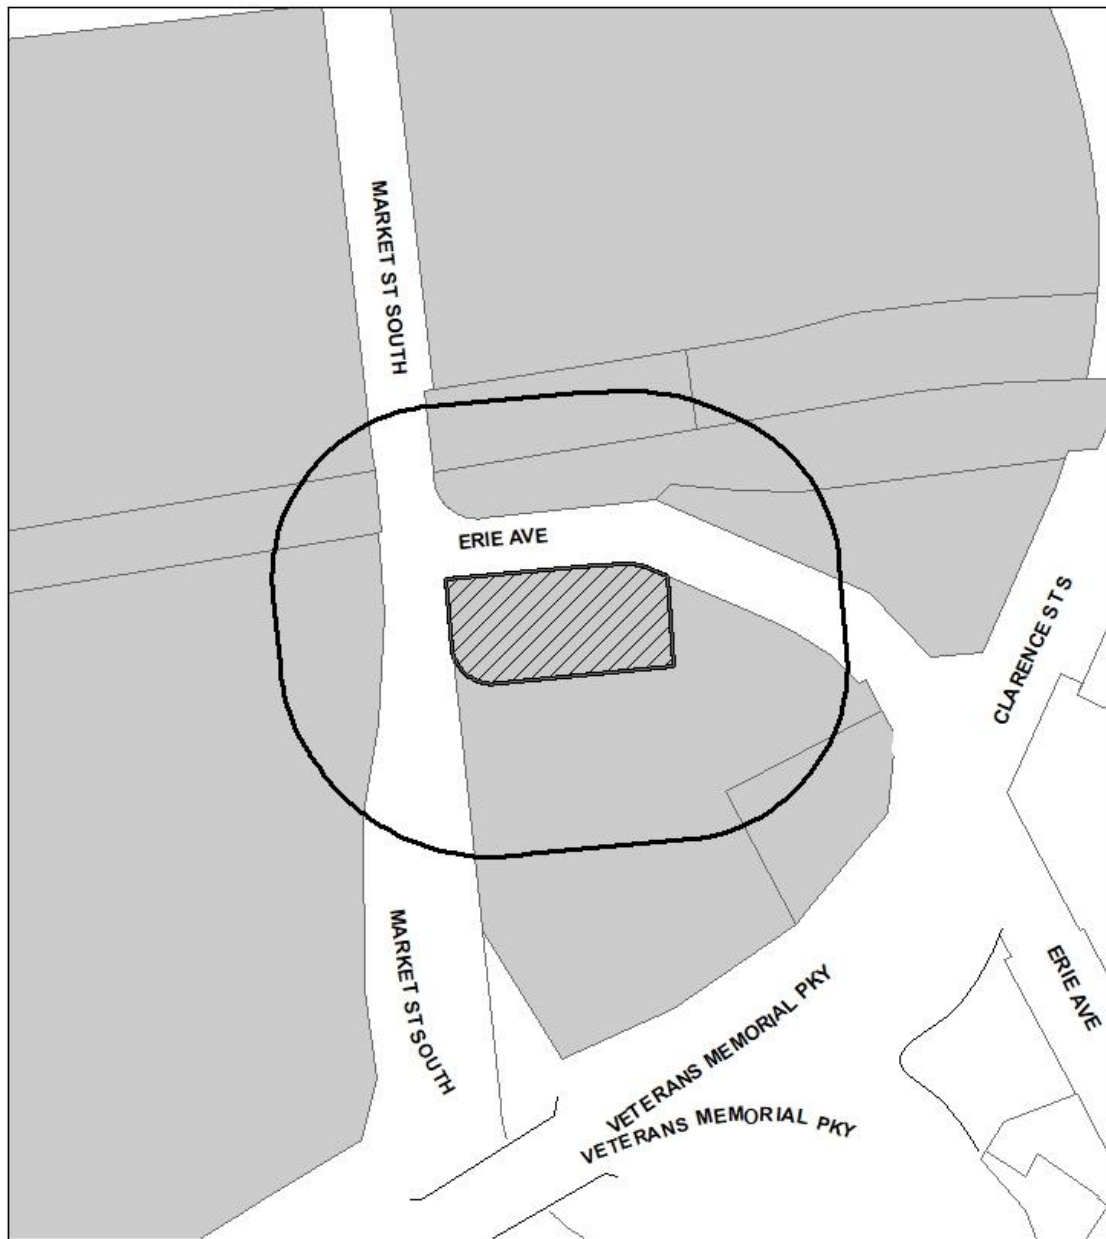 MARKET ST SOUTH
ERIE AVE
CLARENCE ST S
MARKET ST SOUTH
ERIE AVE
VETERANS MEMORIAL PKY
VETERANS MEMORIAL PKY